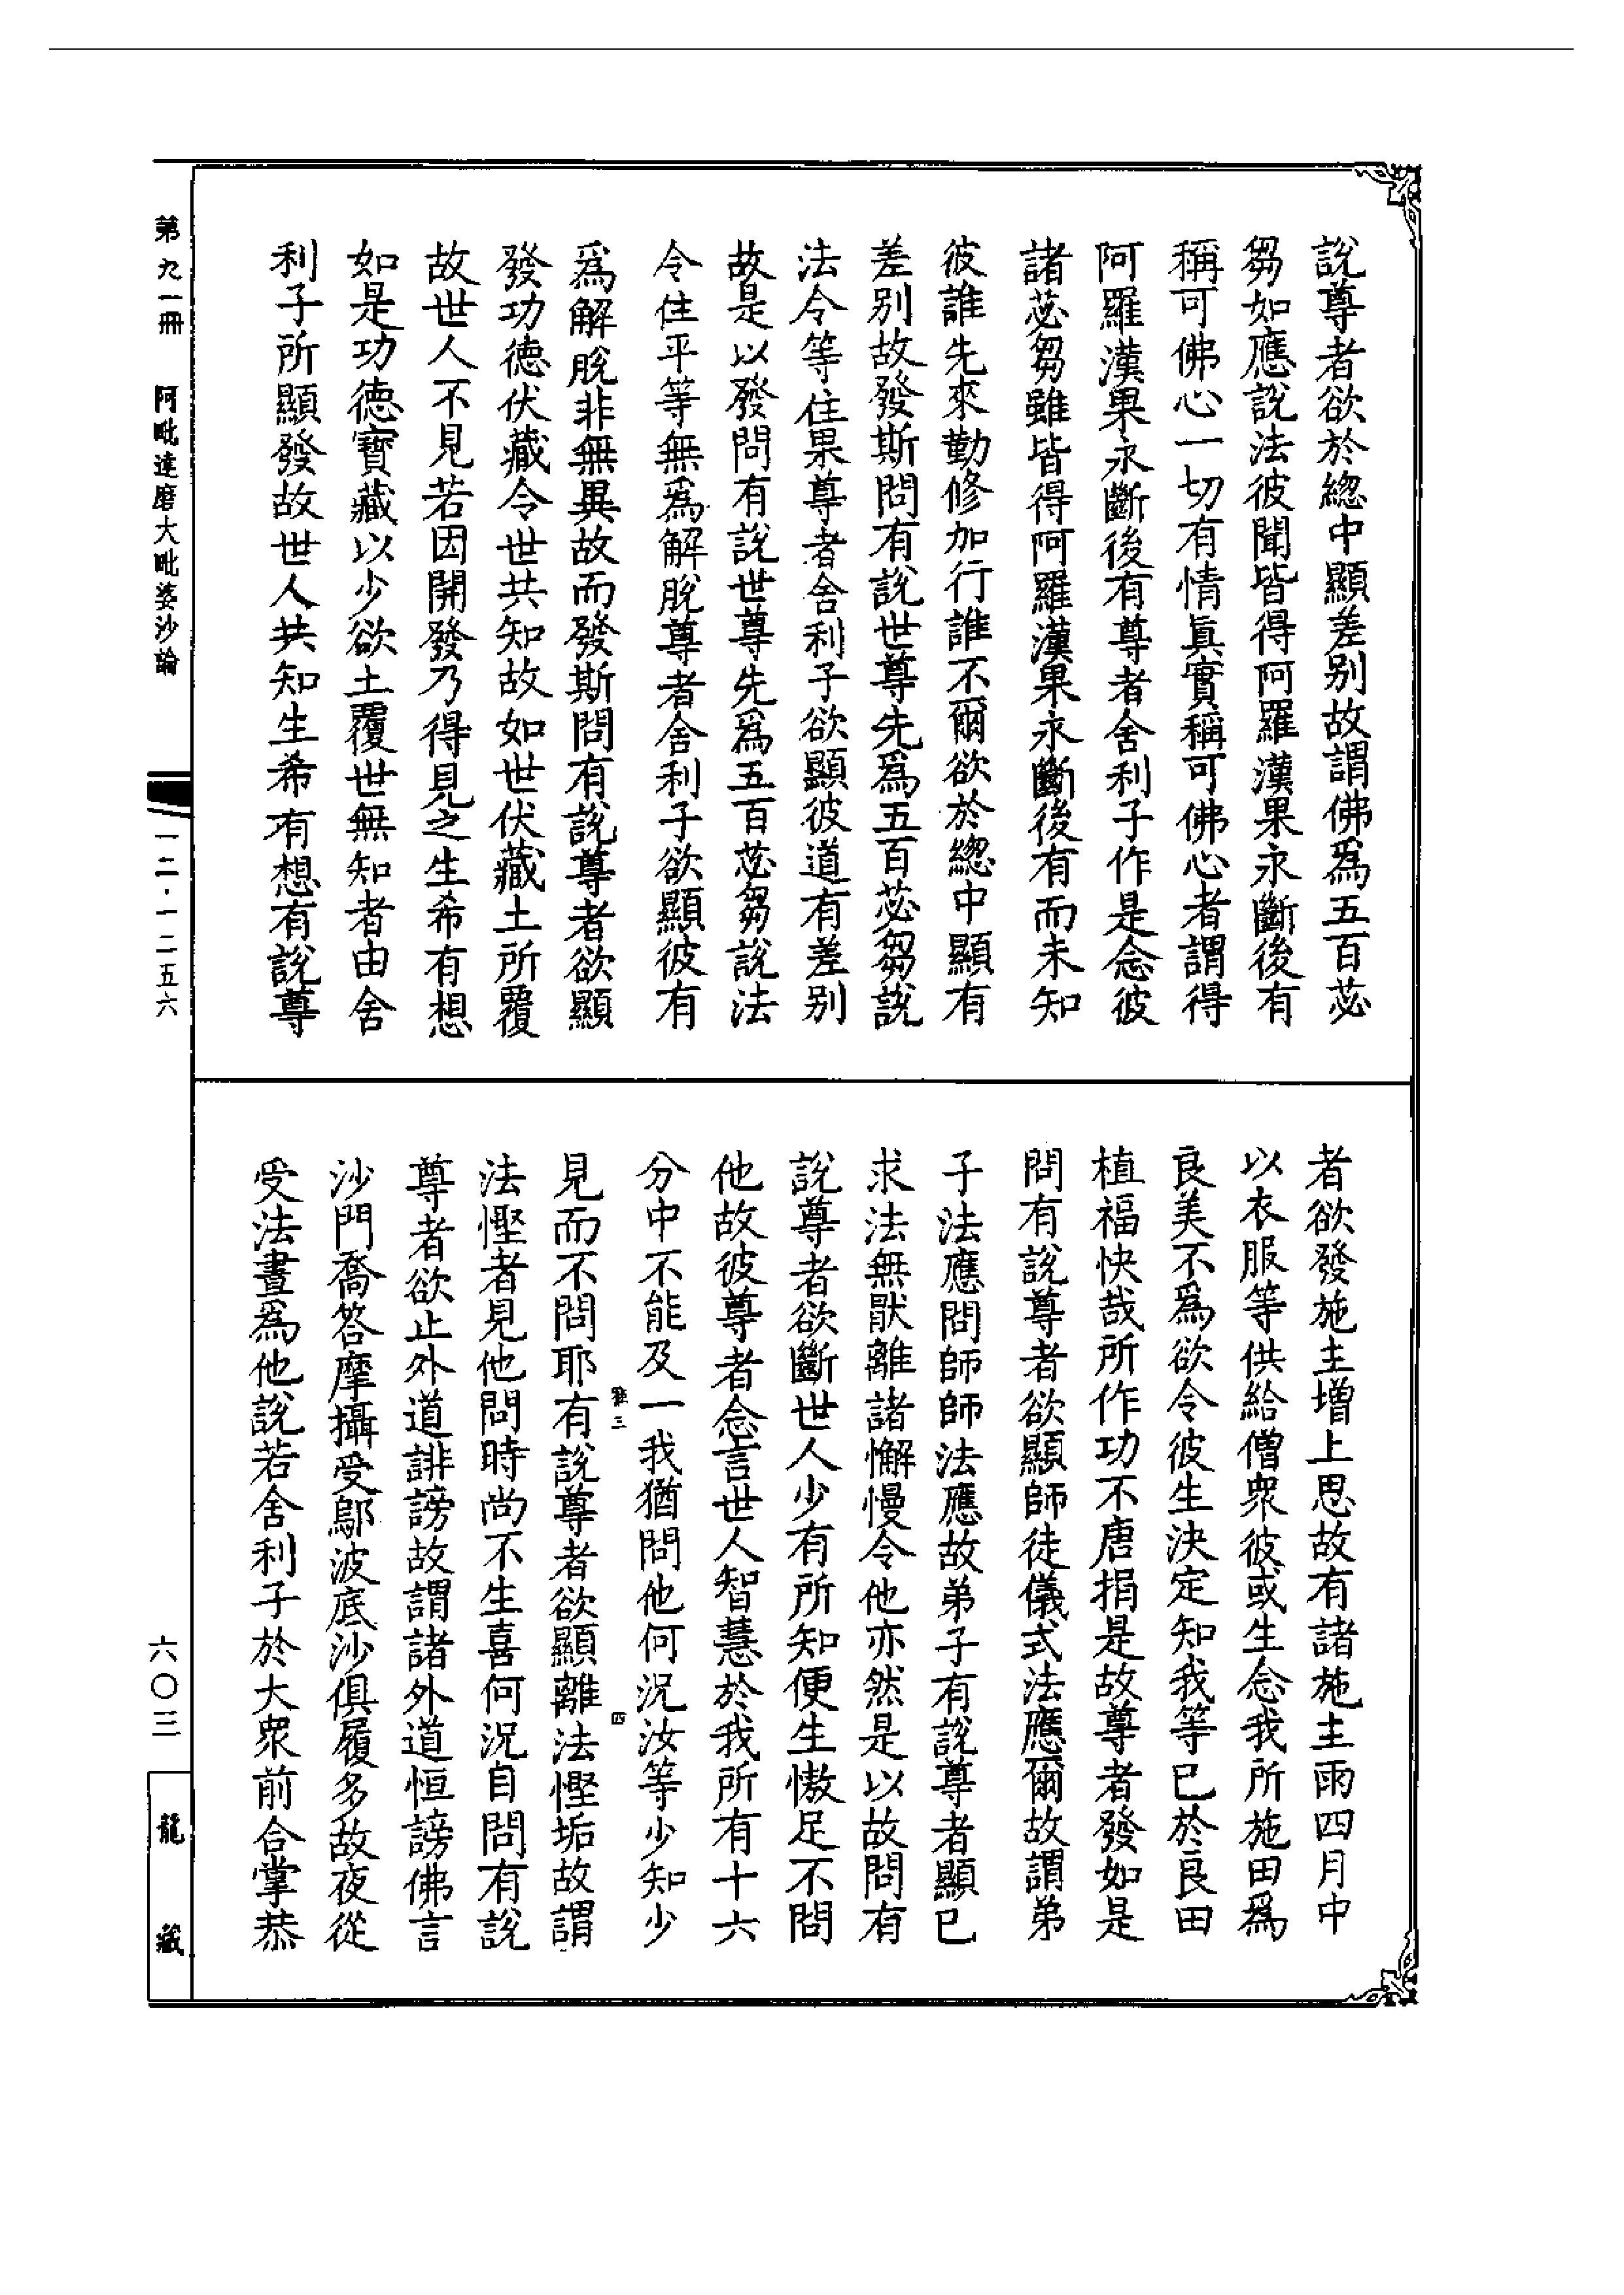 說尊者欲於總中顯差別故謂佛爲五百苾
芻如應說法彼聞皆得阿羅漢果永斷後有
稱可佛心一切有情眞實稱可佛心者謂得
阿羅漢果永斷後有尊者舍利子作是念彼
諸苾芻雖皆得阿羅漢果永斷後有而未知
彼誰先來勤修加行誰不爾欲於總中顯有
差別故發斯問有說世尊先爲五百苾芻說
法令等住果尊者舍利子欲顯彼道有差別
故是以發問有說世尊先爲五百苾芻說法
令住平等無爲解脫尊者舍利子欲顯彼有
爲解脫非無異故而發斯問有說尊者欲顯
發功德伏藏令世共知故如世伏藏土所覆
故世人不見若因開發乃得見之生希有想
如是功德寶藏以少欲土覆世無知者由舍
利子所顯發故世人共知生希有想有說尊
者欲發施主增上思故有諸施主雨四月中
以衣服等供給僧衆彼或生念我所施田爲
良美不爲欲令彼生決定知我等已於良田
植福快哉所作功不唐捐是故尊者發如是
問有說尊者欲顯師徒儀式法應爾故謂弟
子法應問師師法應故弟子有說尊者顯已
求法無猒離諸懈慢令他亦然是以故問有
說尊者欲斷世人少有所知便生慠足不問
他故彼尊者念言世人智慧於我所有十六
分中不能及一我猶問他何況汝等少知少
見而不問耶有說尊者欲顯離法慳垢故謂
法慳者見他問時尚不生喜何況自問有說
尊者欲止外道誹謗故謂諸外道恒謗佛言
沙門喬答摩攝受鄔波底沙俱履多故夜從
受法晝爲他說若舍利子於大衆前合掌恭
第九一冊 阿毗達磨大毗婆沙論
一二·一二五六
六〇三
龍藏